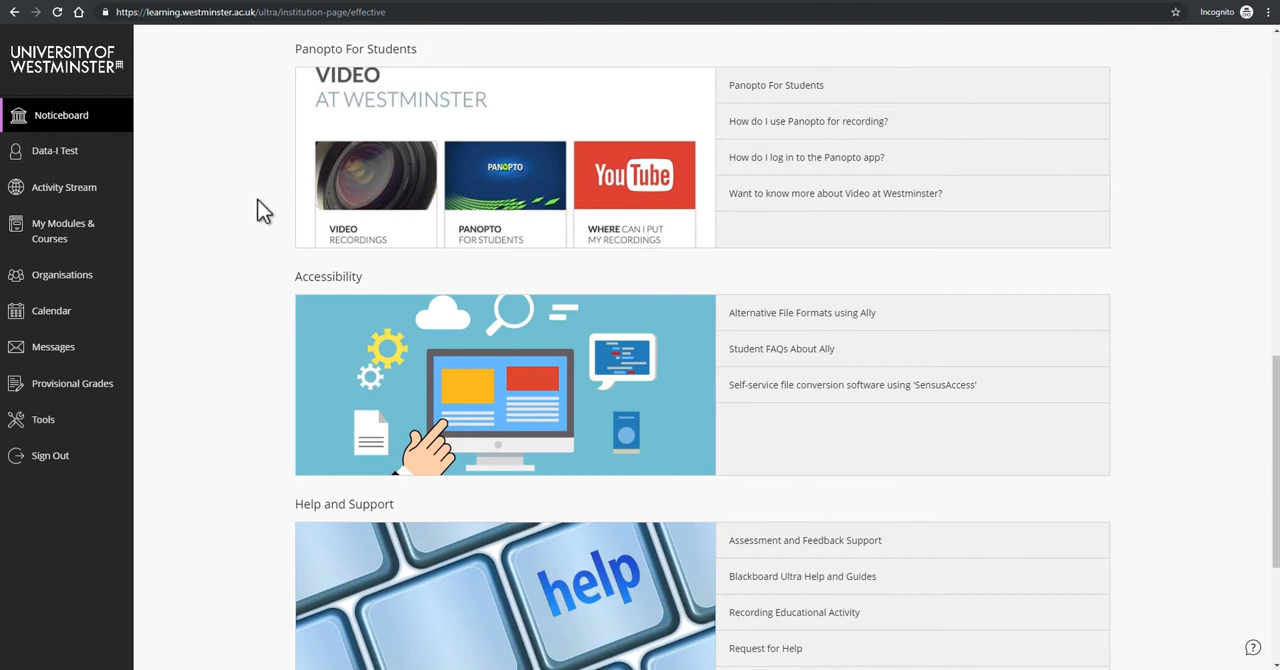 https://learning.westminster.ac.uk/ultra/institution-page/effective
Incognito
UNIVERSITY OF
WESTMINSTER
Noticeboard
Data-I Test
Activity Stream
My Modules &
Courses
Organisations
Calendar
Messages
Provisional Grades
Tools
Sign Out
Panopto For Students
VIDEO
AT WESTMINSTER
PANOPTO
YouTube
VIDEO
RECORDINGS
PANOPTO
FOR STUDENTS
WHERE CAN I PUT
MY RECORDINGS
Panopto For Students
How do I use Panopto for recording?
How do I log in to the Panopto app?
Want to know more about Video at Westminster?
Accessibility
Alternative File Formats using Ally
Student FAQs About Ally
Self-service file conversion software using 'SensusAccess'
Help and Support
help
Assessment and Feedback Support
Blackboard Ultra Help and Guides
Recording Educational Activity
Request for Help